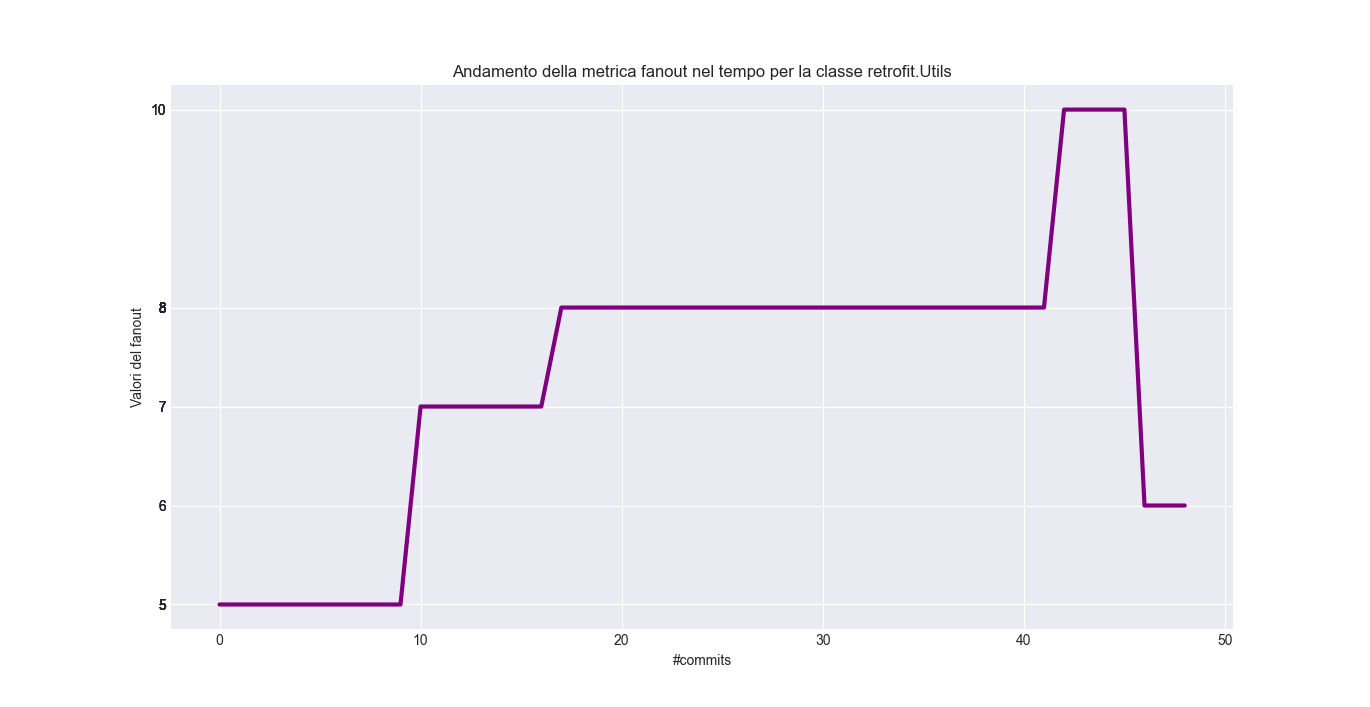 Andamento della metrica fanout nel tempo per la classe retrofit.Utils
Valori del fanout
10
8
7
6
5
0 10 20 30 40 50
#commits